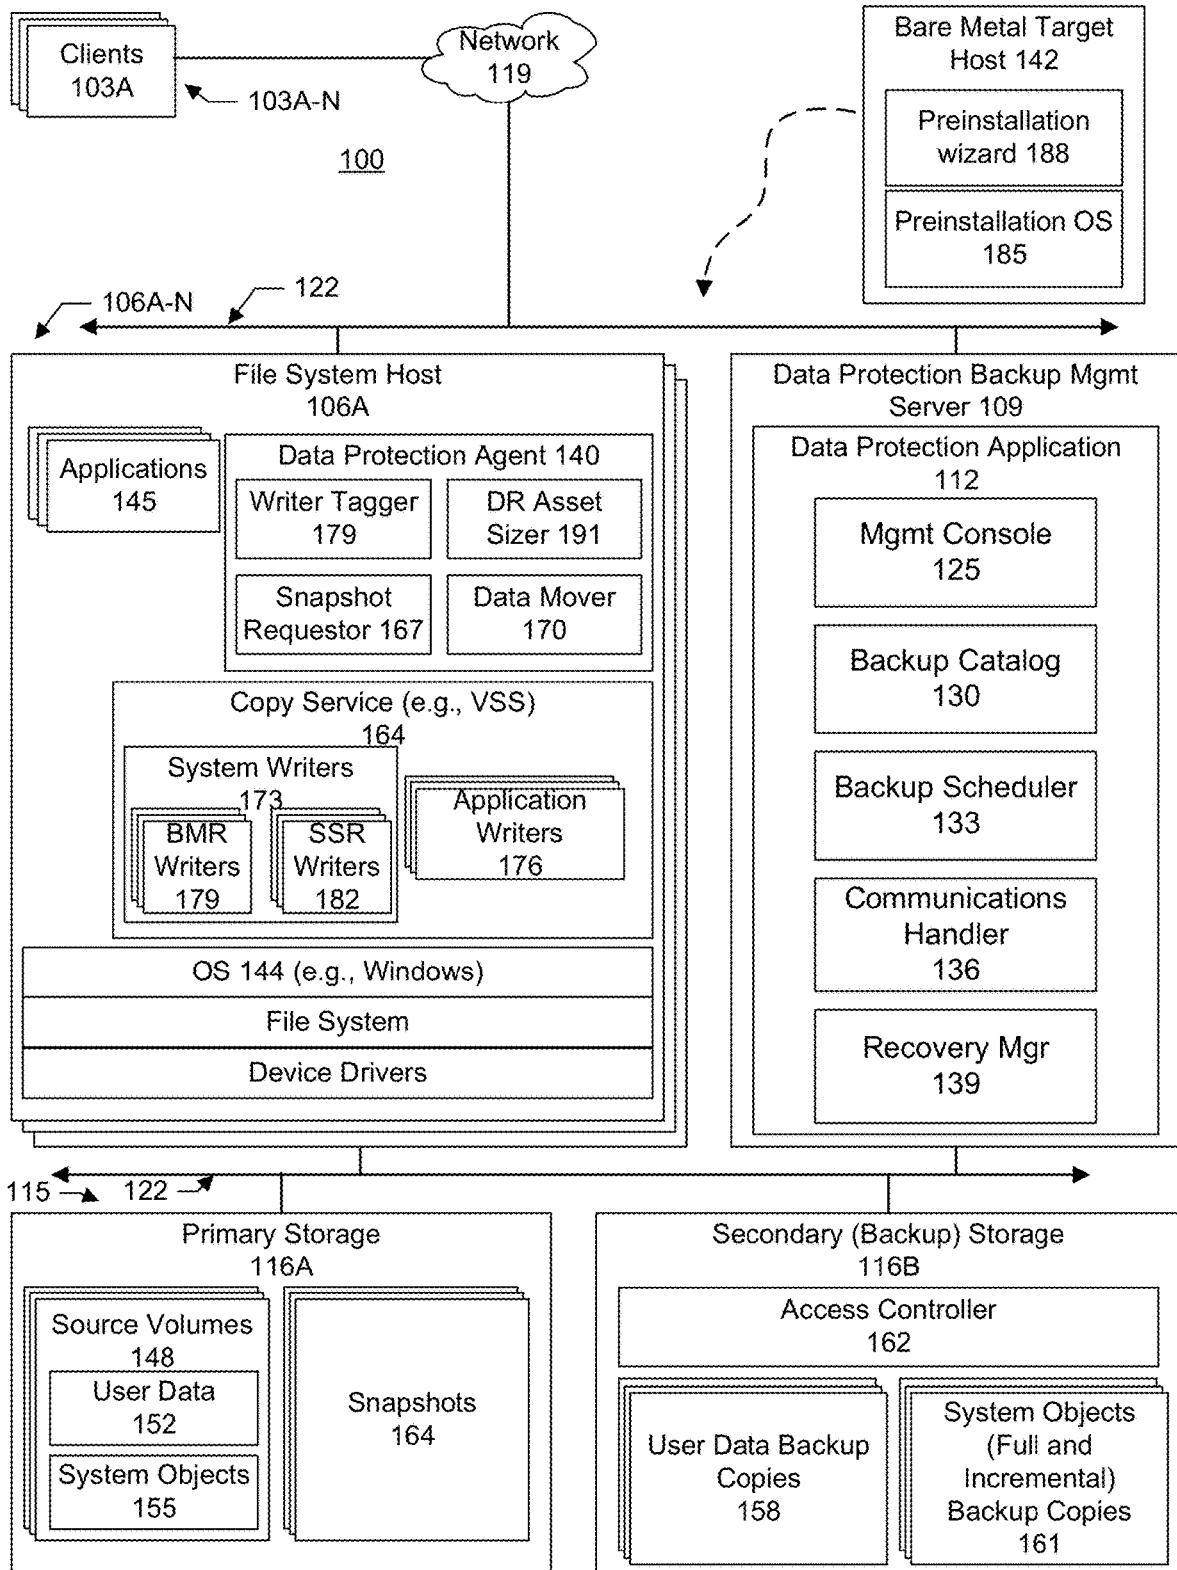 Clients
103A
103A-N
Network
119
100
Bare Metal Target
Host 142
Preinstallation
wizard 188
Preinstallation OS
185
106A-N
122
File System Host
106A
Applications
145
Data Protection Agent 140
Writer Tagger
179
DR Asset
Sizer 191
Snapshot
Requestor 167
Data Mover
170
Copy Service (e.g., VSS)
164
System Writers
173
BMR
Writers
179
SSR
Writers
182
Application
Writers
176
OS 144 (e.g., Windows)
File System
Device Drivers
Data Protection Backup Mgmt
Server 109
Data Protection Application
112
Mgmt Console
125
Backup Catalog
130
Backup Scheduler
133
Communications
Handler
136
Recovery Mgr
139
115
122
Primary Storage
116A
Source Volumes
148
User Data
152
System Objects
155
Snapshots
164
Secondary (Backup) Storage
116B
Access Controller
162
User Data Backup
Copies
158
System Objects
(Full and
Incremental)
Backup Copies
161